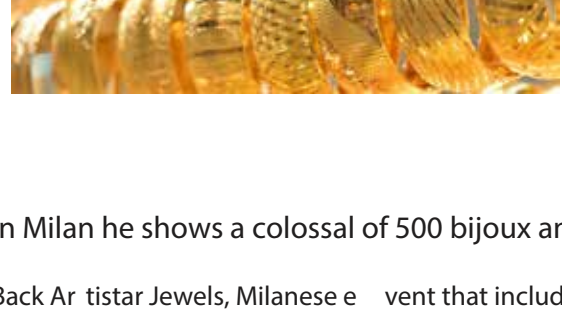 n Milan he shows a colossal of 500 bijoux ar
Back Ar tistar Jewels, Milanese e vent that includ